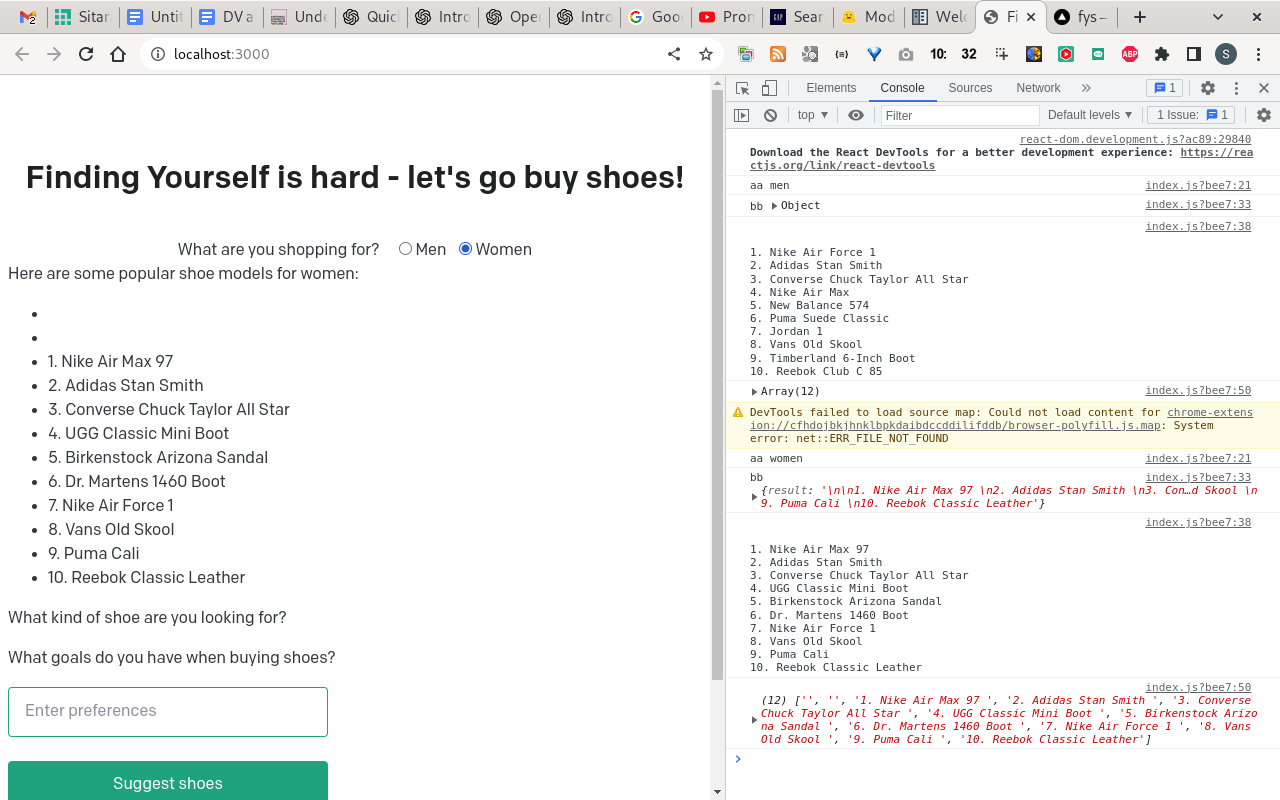 Sitar
Untit
DV a
Unde
Quic
Intro
Open
Intro
Goo
Pron
GAP
Sear
Mod
Welc
Fi
fys –
localhost:3000
10:
32
ABP
S
Elements
Console
Sources
Network
1
top
Filter
Default levels
1 Issue:
1
Finding Yourself is hard - let's go buy shoes!
What are you shopping for?
Men
Women
Here are some popular shoe models for women:
1. Nike Air Max 97
2. Adidas Stan Smith
3. Converse Chuck Taylor All Star
4. UGG Classic Mini Boot
5. Birkenstock Arizona Sandal
6. Dr. Martens 1460 Boot
7. Nike Air Force 1
8. Vans Old Skool
9. Puma Cali
10. Reebok Classic Leather
What kind of shoe are you looking for?
What goals do you have when buying shoes?
Enter preferences
Suggest shoes
react-dom.development.js?ac89:29840
Download the React DevTools for a better development experience: https://rea
ctjs.org/link/react-devtools
aa men
index.js?bee7:21
bb
Object
index.js?bee7:33
index.js?bee7:38
1. Nike Air Force 1
2. Adidas Stan Smith
3. Converse Chuck Taylor All Star
4. Nike Air Max
5. New Balance 574
6. Puma Suede Classic
7. Jordan 1
8. Vans Old Skool
9. Timberland 6-Inch Boot
10. Reebok Club C 85
Array(12)
index.js?bee7:50
DevTools failed to load source map: Could not load content for chrome-extens
ion://cfhdojbkjhnklbpkdaibdccddilifddb/browser-polyfill.js.map: System
error: net::ERR_FILE_NOT_FOUND
aa women
index.js?bee7:21
bb
index.js?bee7:33
{result: '\n\n1. Nike Air Max 97 \n2. Adidas Stan Smith \n3. Con…d Skool \n
9. Puma Cali \n10. Reebok Classic Leather'}
index.js?bee7:38
1. Nike Air Max 97
2. Adidas Stan Smith
3. Converse Chuck Taylor All Star
4. UGG Classic Mini Boot
5. Birkenstock Arizona Sandal
6. Dr. Martens 1460 Boot
7. Nike Air Force 1
8. Vans Old Skool
9. Puma Cali
10. Reebok Classic Leather
index.js?bee7:50
(12) ['', '', '1. Nike Air Max 97 ', '2. Adidas Stan Smith ', '3. Converse
Chuck Taylor All Star ', '4. UGG Classic Mini Boot ', '5. Birkenstock Arizo
na Sandal ', '6. Dr. Martens 1460 Boot ', '7. Nike Air Force 1 ', '8. Vans
Old Skool ', '9. Puma Cali ', '10. Reebok Classic Leather']